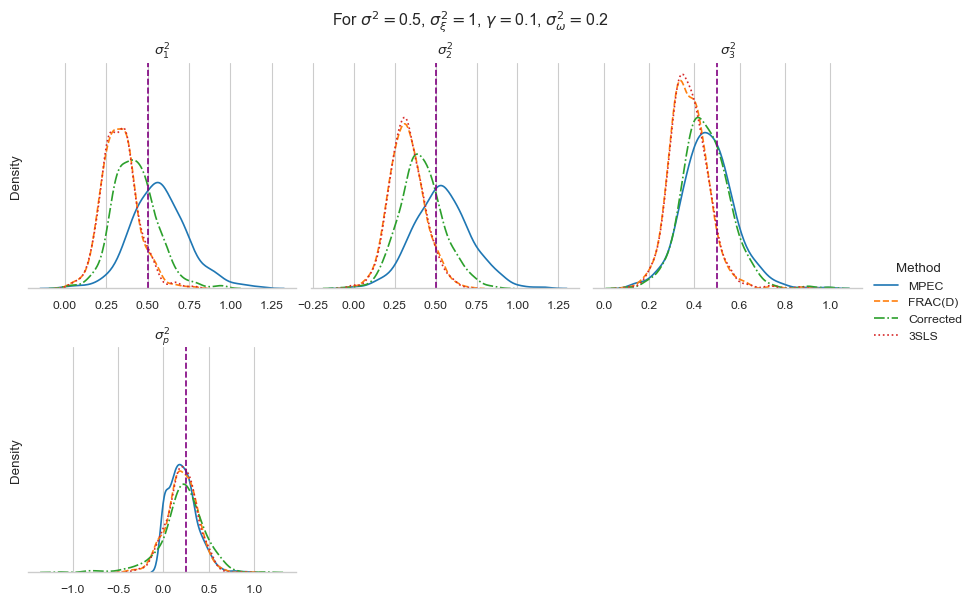 For σ² = 0.5, σ²_ξ = 1, γ = 0.1, σ²_ω = 0.2
σ²_1
σ²_2
σ²_3
Density
0.00 0.25 0.50 0.75 1.00 1.25
−0.25 0.00 0.25 0.50 0.75 1.00 1.25
0.0 0.2 0.4 0.6 0.8 1.0
Method
MPEC
FRAC(D)
Corrected
3SLS
σ²_p
Density
−1.0 −0.5 0.0 0.5 1.0